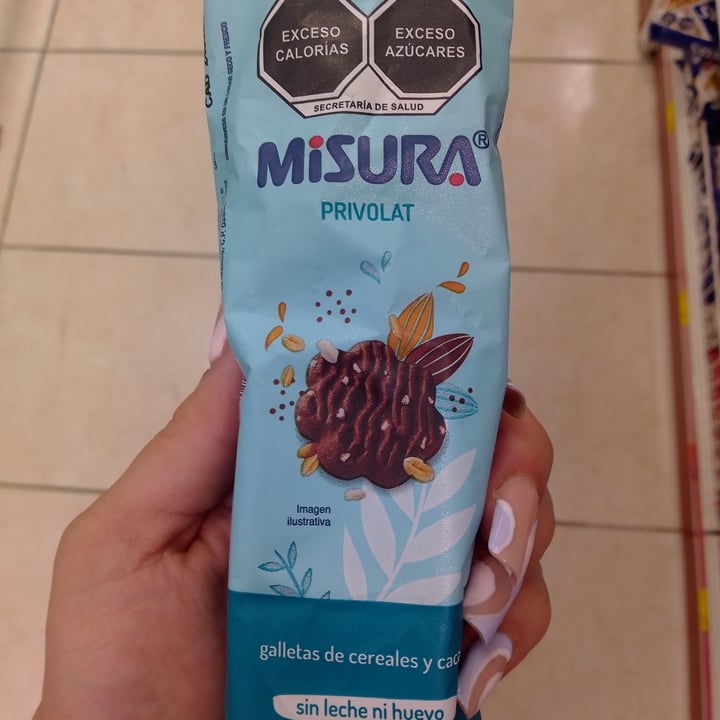 EXCESO
CALORÍAS
EXCESO
AZÚCARES
SECRETARÍA DE SALUD
MiSURA®
PRIVOLAT
Imagen
ilustrativa
galletas de cereales y cac
sin leche ni huevo